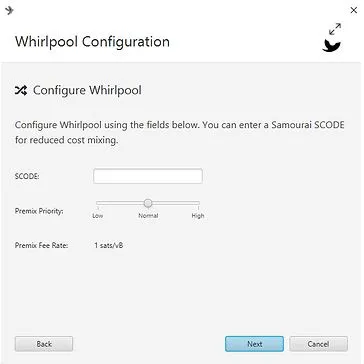 Whirlpool Configuration
Configure Whirlpool
Configure Whirlpool using the fields below. You can enter a Samourai SCODE
for reduced cost mixing.
SCODE:
Premix Priority:
Low Normal High
Premix Fee Rate: 1 sats/vB
Back Next Cancel